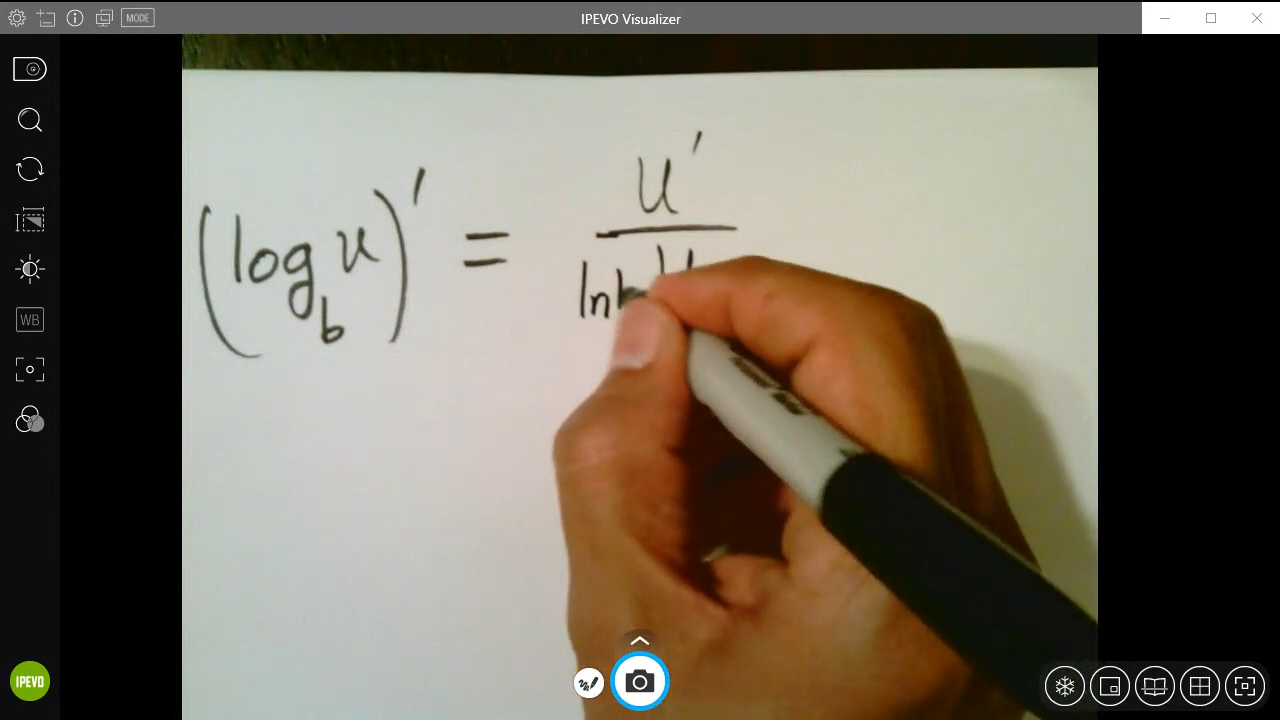 MODE
IPEVO Visualizer
WB
(log_b u)' = u' / ln
IPEVO